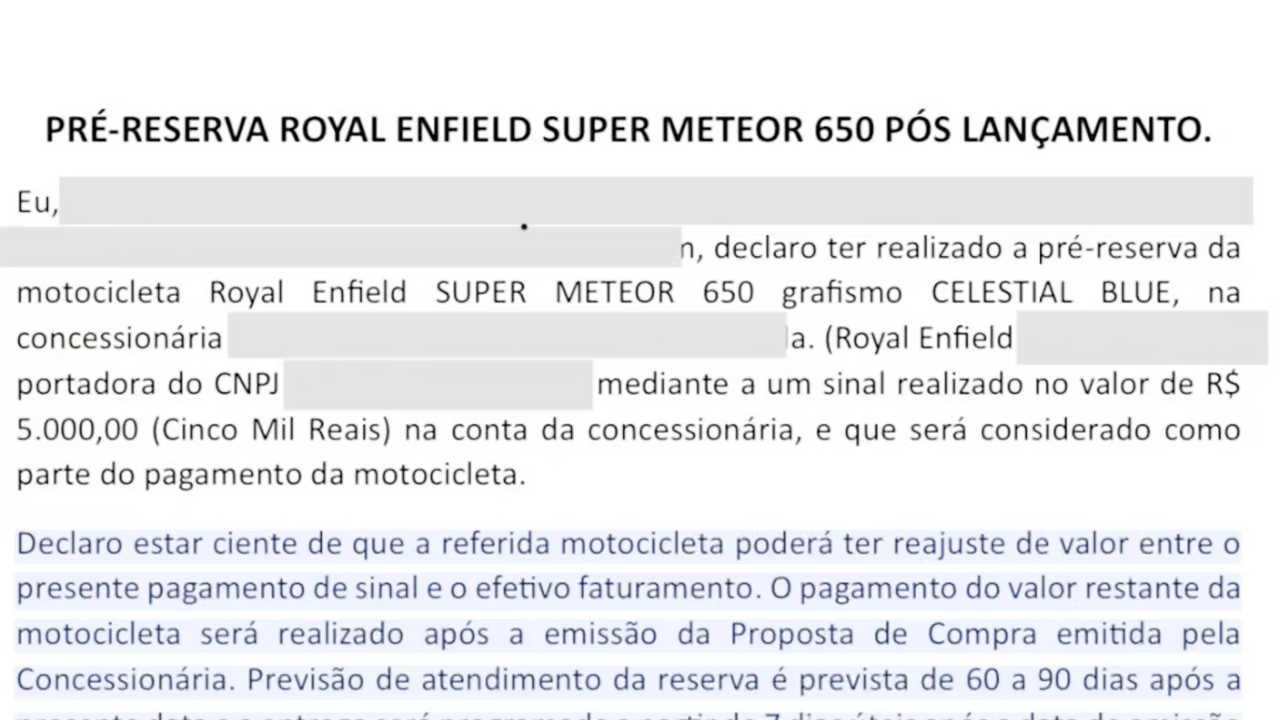 PRÉ-RESERVA ROYAL ENFIELD SUPER METEOR 650 PÓS LANÇAMENTO.
Eu,
, declaro ter realizado a pré-reserva da
motocicleta Royal Enfield SUPER METEOR 650 grafismo CELESTIAL BLUE, na
concessionária a. (Royal Enfield
portadora do CNPJ mediante a um sinal realizado no valor de R$
5.000,00 (Cinco Mil Reais) na conta da concessionária, e que será considerado como
parte do pagamento da motocicleta.
Declaro estar ciente de que a referida motocicleta poderá ter reajuste de valor entre o
presente pagamento de sinal e o efetivo faturamento. O pagamento do valor restante da
motocicleta será realizado após a emissão da Proposta de Compra emitida pela
Concessionária. Previsão de atendimento da reserva é prevista de 60 a 90 dias após a